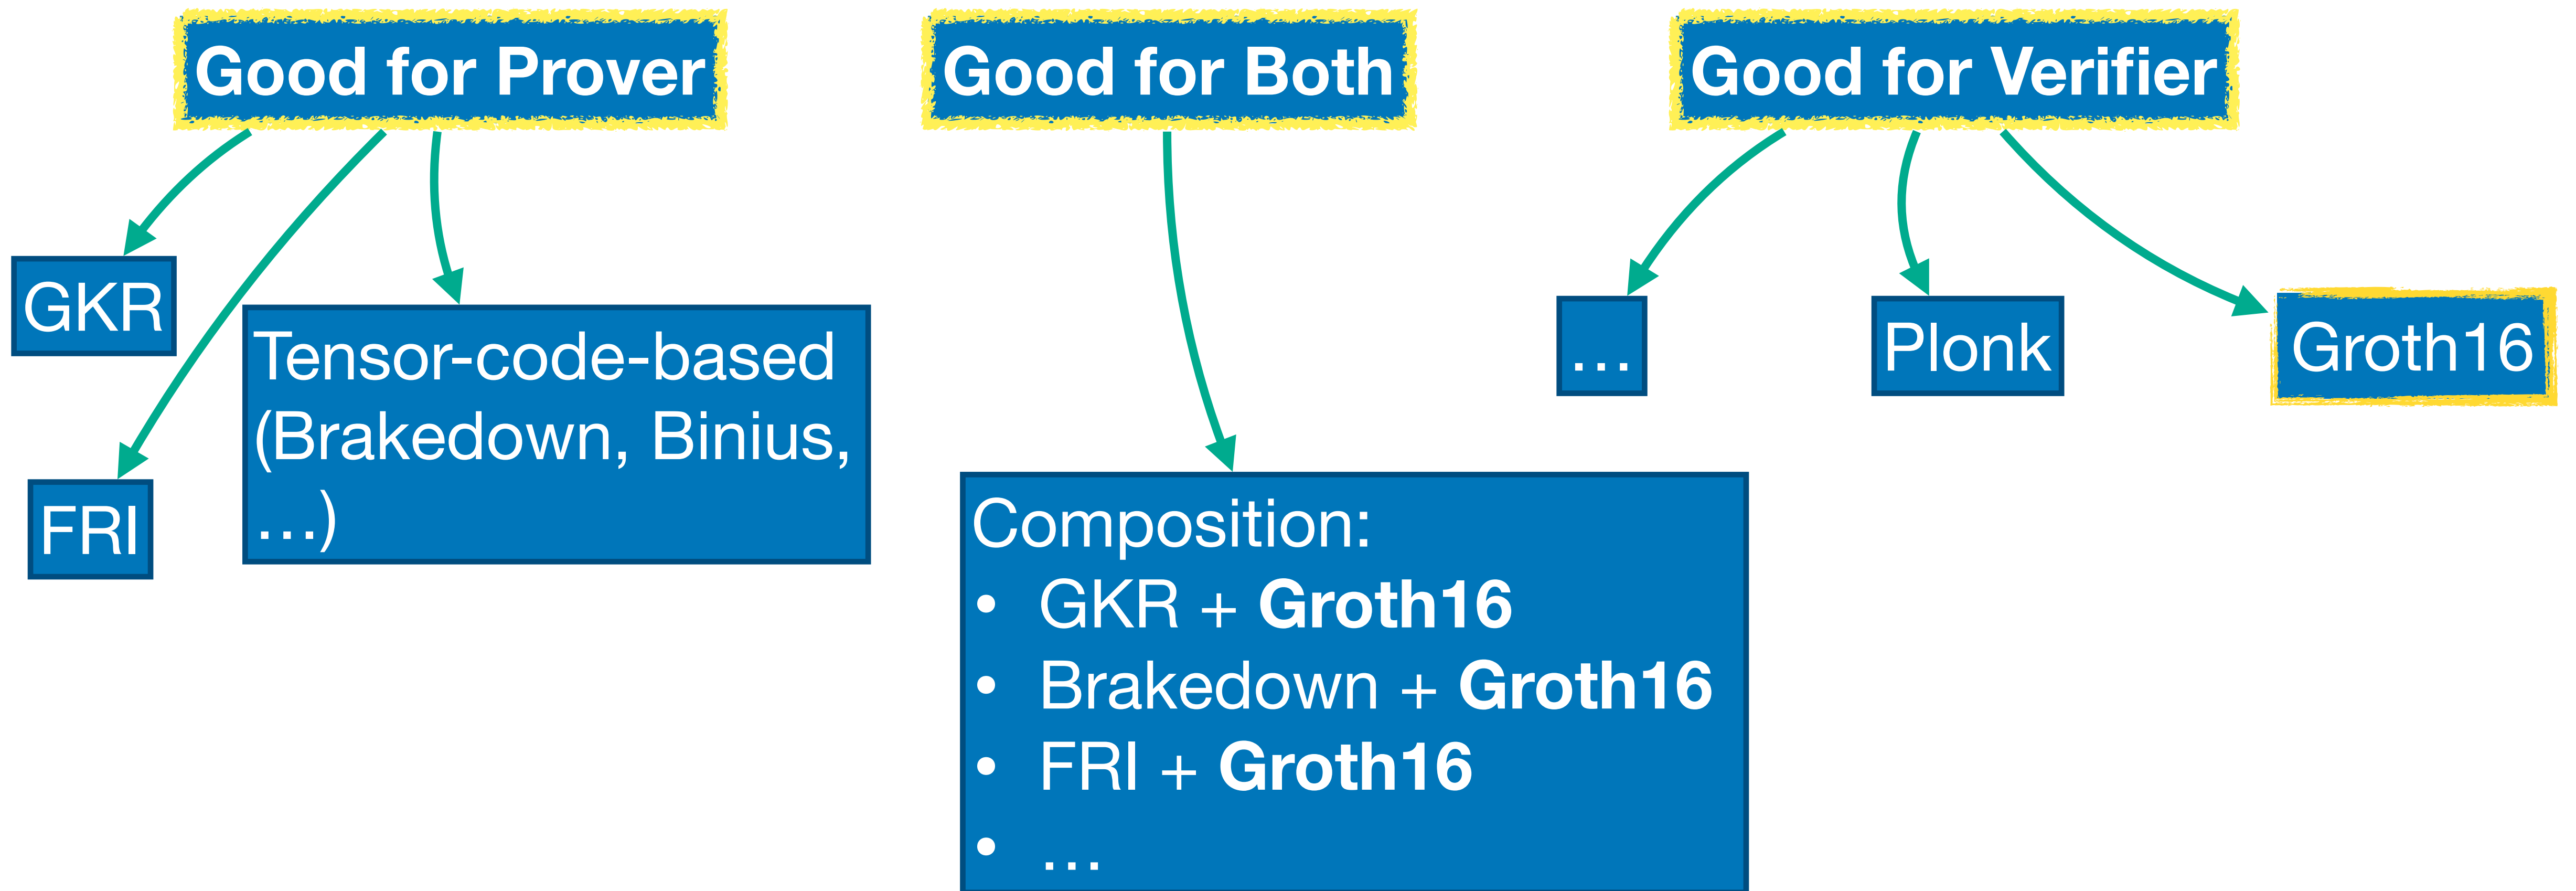 Good for Prover
Good for Both
Good for Verifier
GKR
FRI
Tensor-code-based
(Brakedown, Binius,
…)
Composition:
• GKR + Groth16
• Brakedown + Groth16
• FRI + Groth16
• …
…
Plonk
Groth16